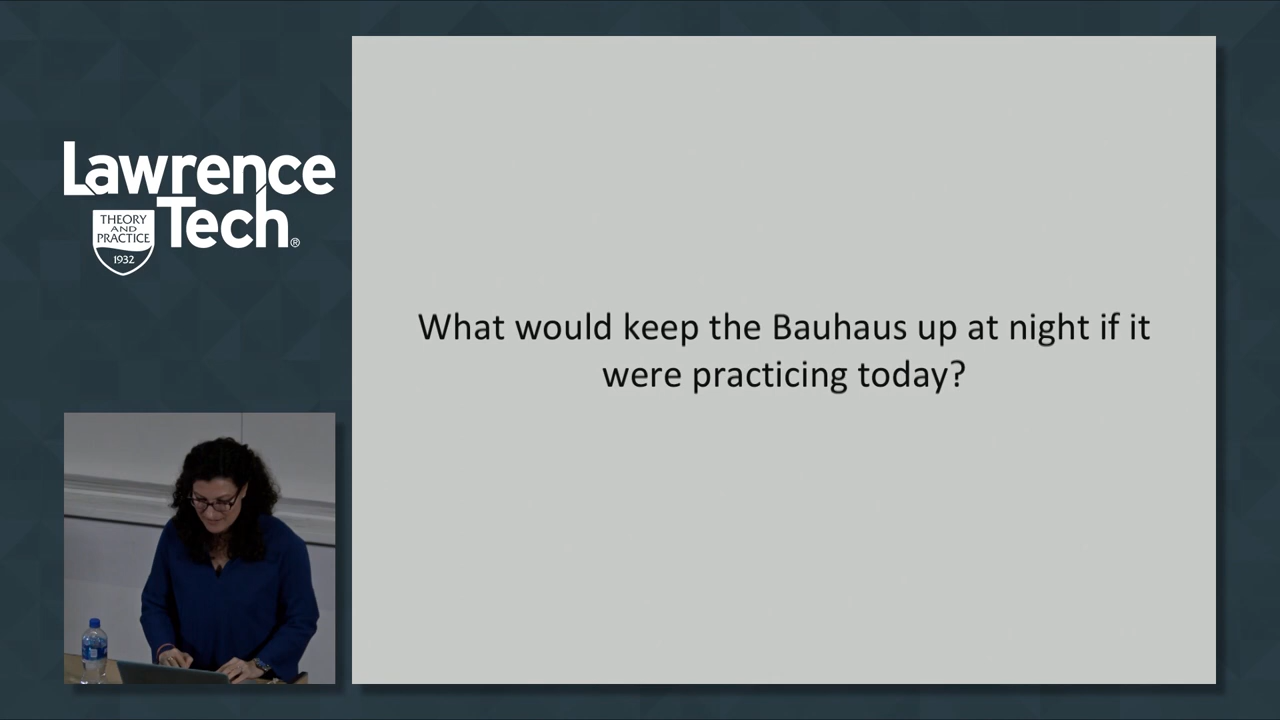 Lawrence
Tech®
THEORY
AND
PRACTICE
1932
What would keep the Bauhaus up at night if it
were practicing today?